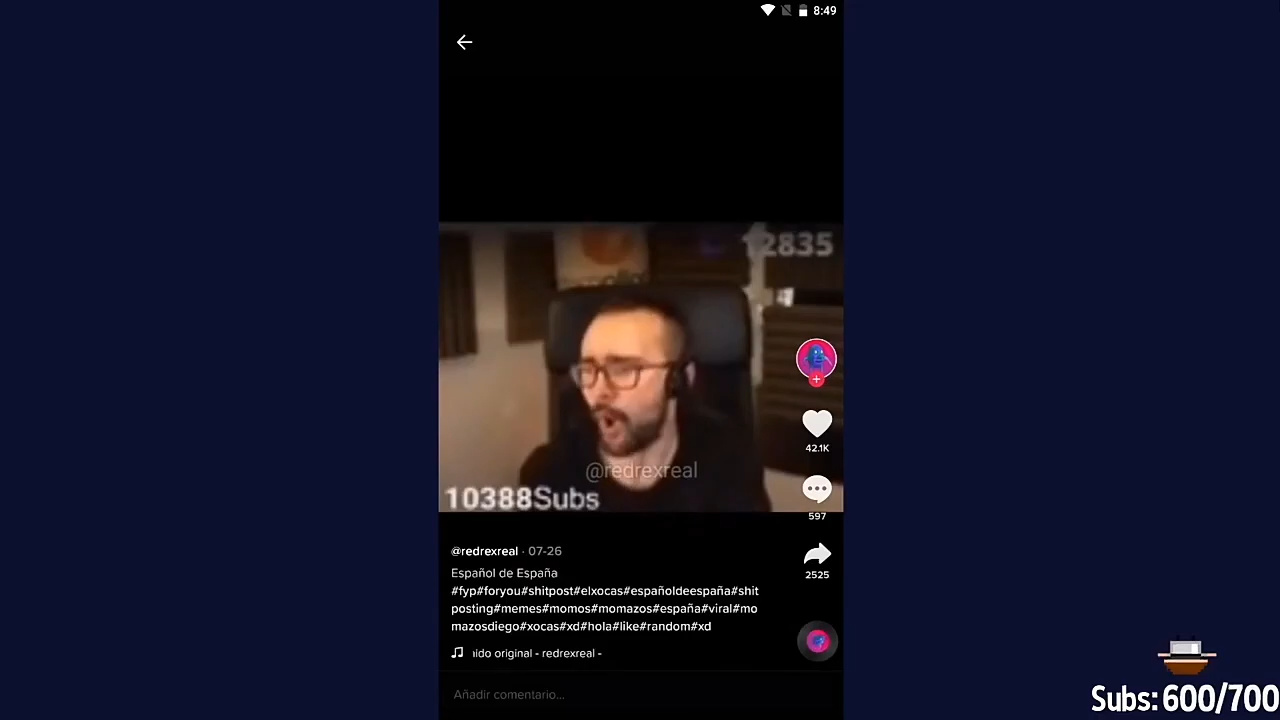 8:49
12835
@redrexreal
10388Subs
42.1K
597
2525
@redrexreal · 07-26
Español de España
#fyp#foryou#shitpost#elxocas#españoldeespaña#shit
posting#memes#momos#momazos#españa#viral#mo
mazosdiego#xocas#xd#hola#like#random#xd
ido original - redrexreal -
Añadir comentario...
Subs: 600/700